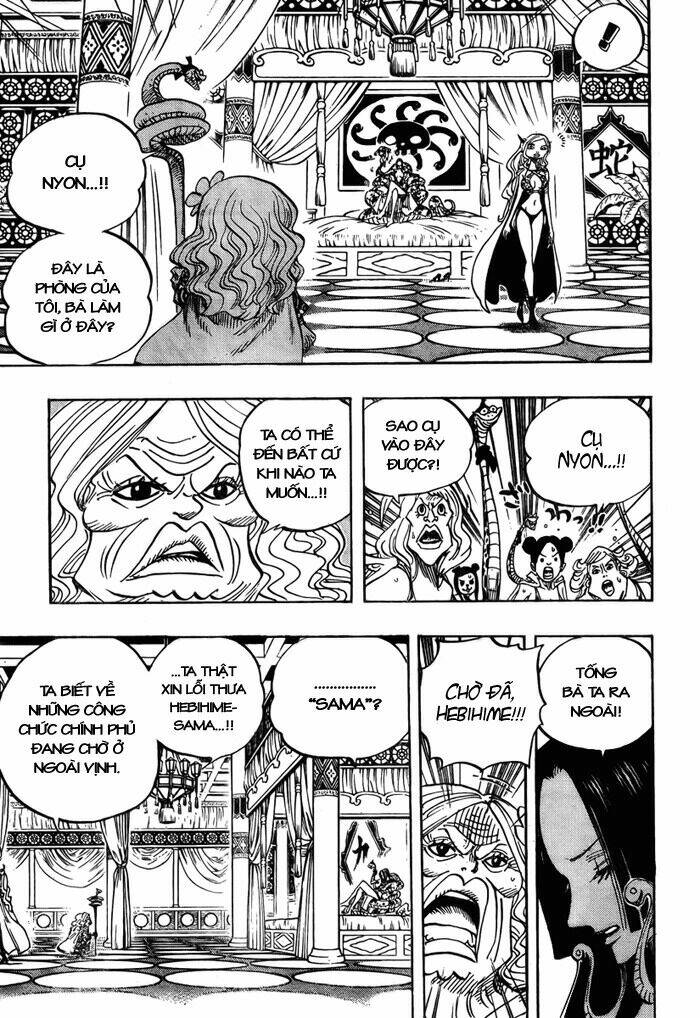 !
CỤ
NYON...!!
ĐÂY LÀ
PHÒNG CỦA
TÔI, BÀ LÀM
GÌ Ở ĐÂY?
蛇
CỤ
NYON...!!
SAO CỤ
VÀO ĐÂY
ĐƯỢC?!
TA CÓ THỂ
ĐẾN BẤT CỨ
KHI NÀO TA
MUỐN...!!
TỐNG
BÀ TA RA
NGOÀI!
CHỜ ĐÃ,
HEBIHIME!!!
.................
“SAMA”?
...TA THẬT
XIN LỖI THƯA
HEBIHIME-
SAMA...!!
TA BIẾT VỀ
NHỮNG CÔNG
CHỨC CHÍNH PHỦ
ĐANG CHỜ Ở
NGOÀI VỊNH.
九